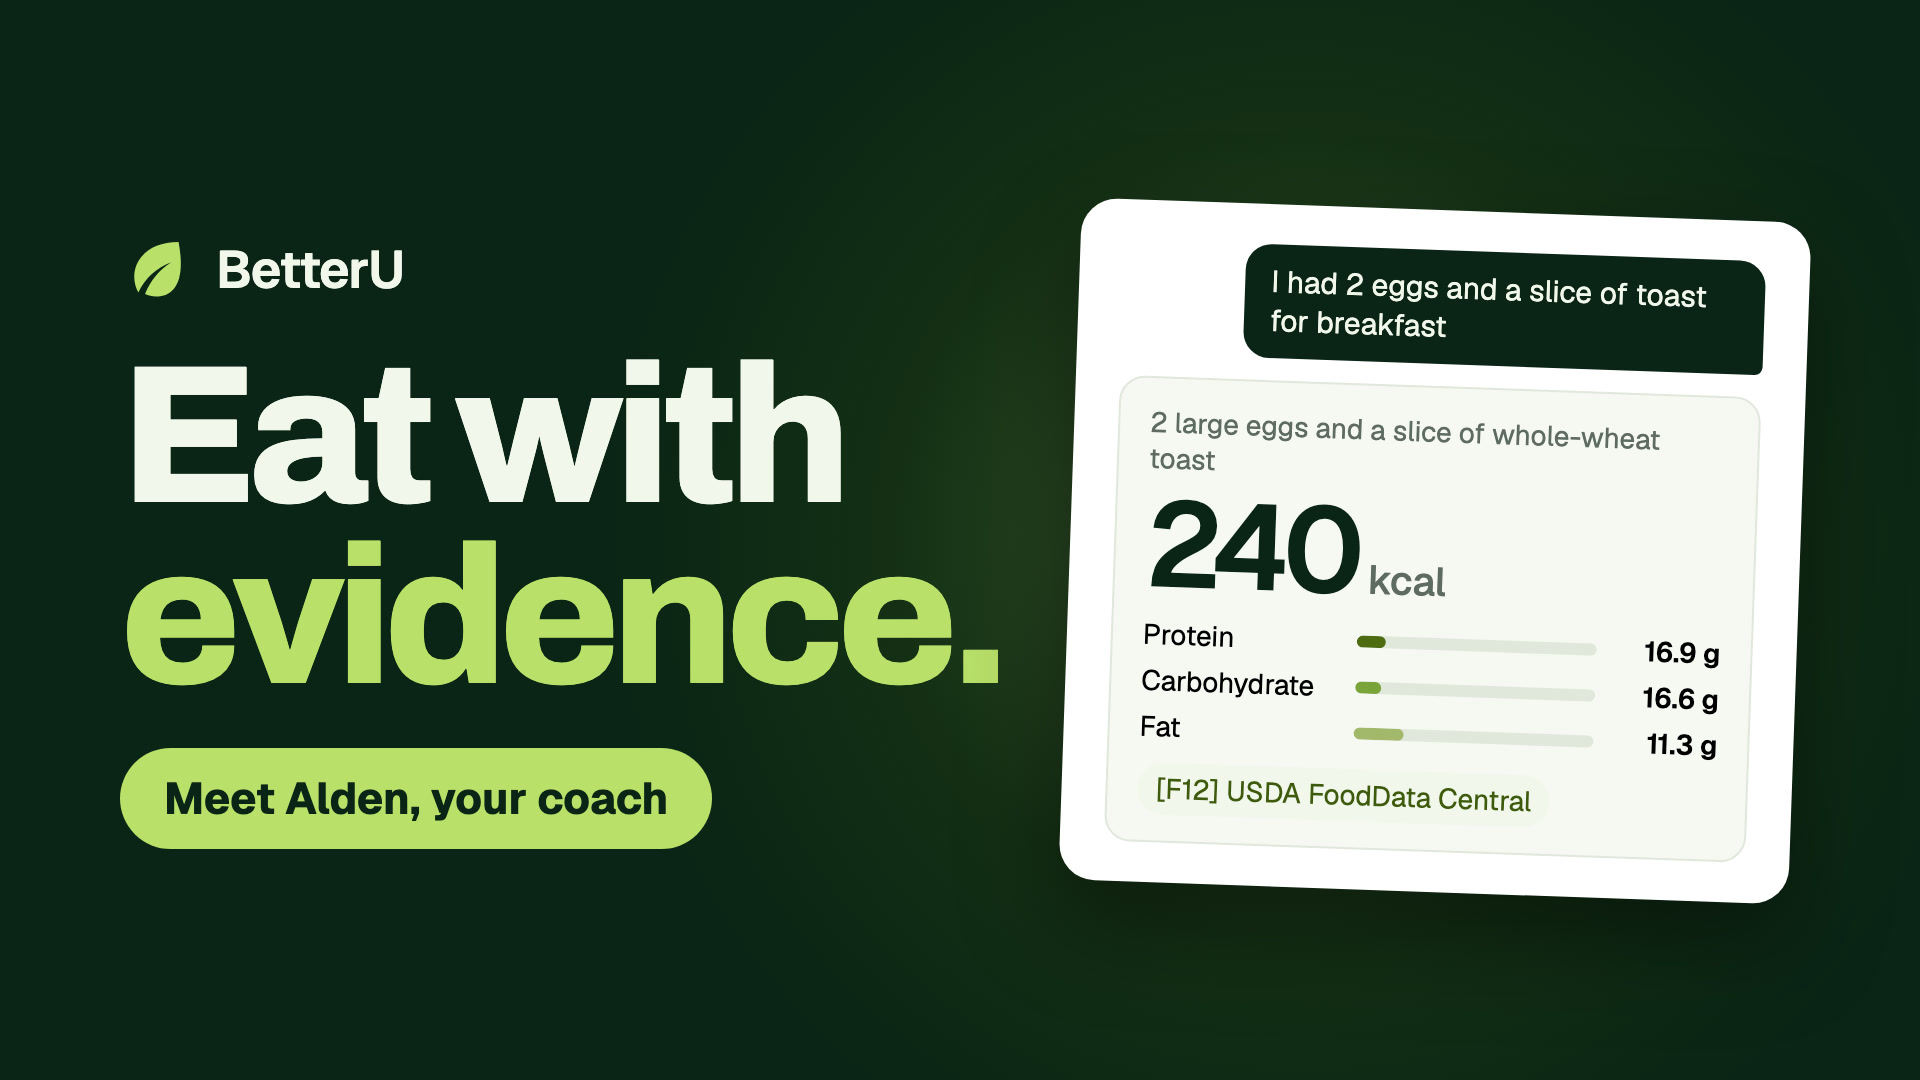 BetterU
Eat with
evidence.
Meet Alden, your coach
I had 2 eggs and a slice of toast
for breakfast
2 large eggs and a slice of whole-wheat
toast
240 kcal
Protein 16.9 g
Carbohydrate 16.6 g
Fat 11.3 g
[F12] USDA FoodData Central